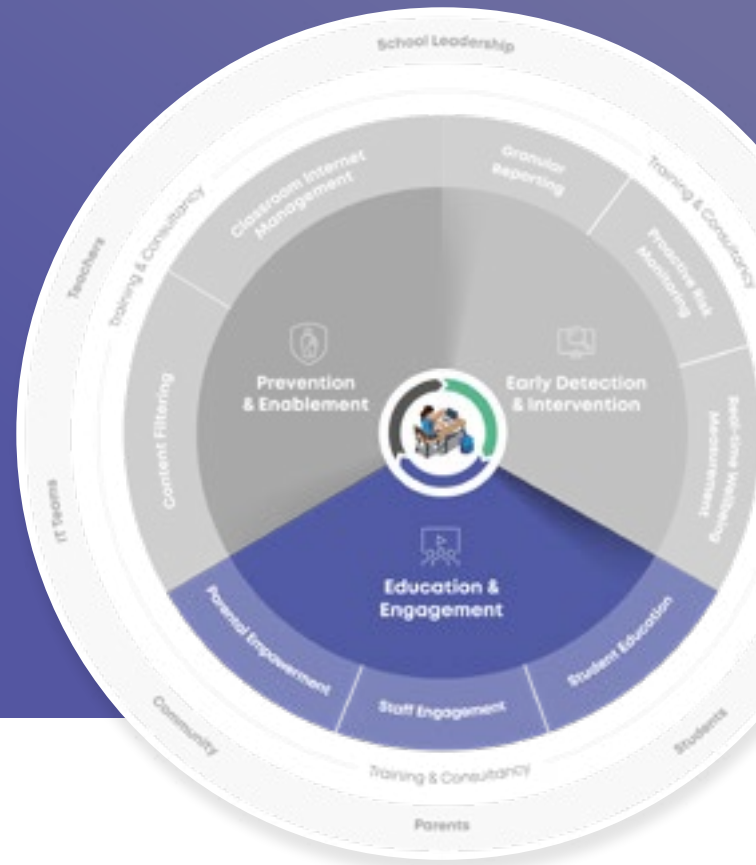 School Leadership
Training & Consultancy
Training & Consultancy
Teachers
Classroom Internet
Management
Granular
Reporting
Proactive Risk
Monitoring
Content Filtering
Prevention
& Enablement
Early Detection
& Intervention
Real-time Wellbeing
Measurement
IT Teams
Education &
Engagement
Parental Empowerment
Staff Engagement
Student Education
Community
Training & Consultancy
Students
Parents